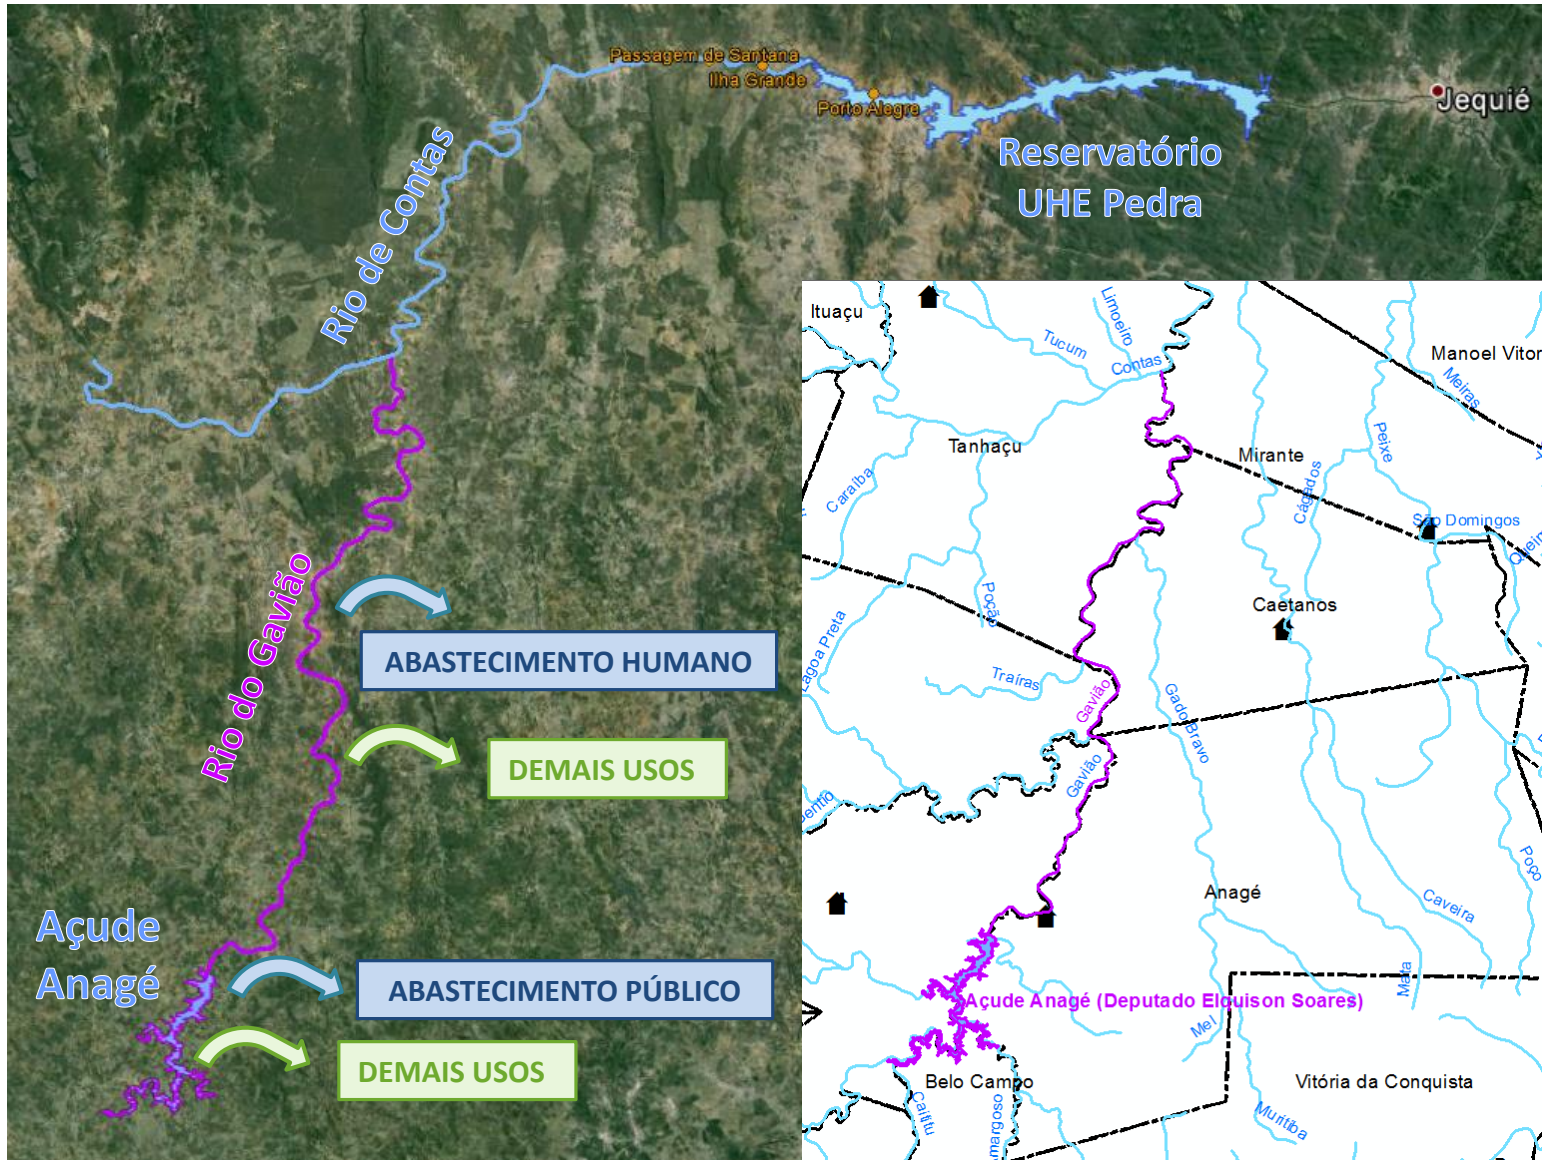 Passagem de Santana
Ilha Grande
Porto Alegre
Jequié
Reservatório
UHE Pedra
Rio de Contas
Rio do Gavião
ABASTECIMENTO HUMANO
DEMAIS USOS
Açude
Anagé
ABASTECIMENTO PÚBLICO
DEMAIS USOS
Ituaçu
Limoeiro
Tucum
Contas
Manoel Vitor
Meiras
Tanhaçu
Mirante
Peixe
Caraíba
Cágados
São Domingos
Queim
Poção
Caetanos
Lagoa Preta
Traíras
Gavião
Gado Bravo
Gavião
Poço
Anagé
Caveira
Mata
Açude Anagé (Deputado Elquison Soares)
Mel
Belo Campo
Vitória da Conquista
Caititu
Muritiba